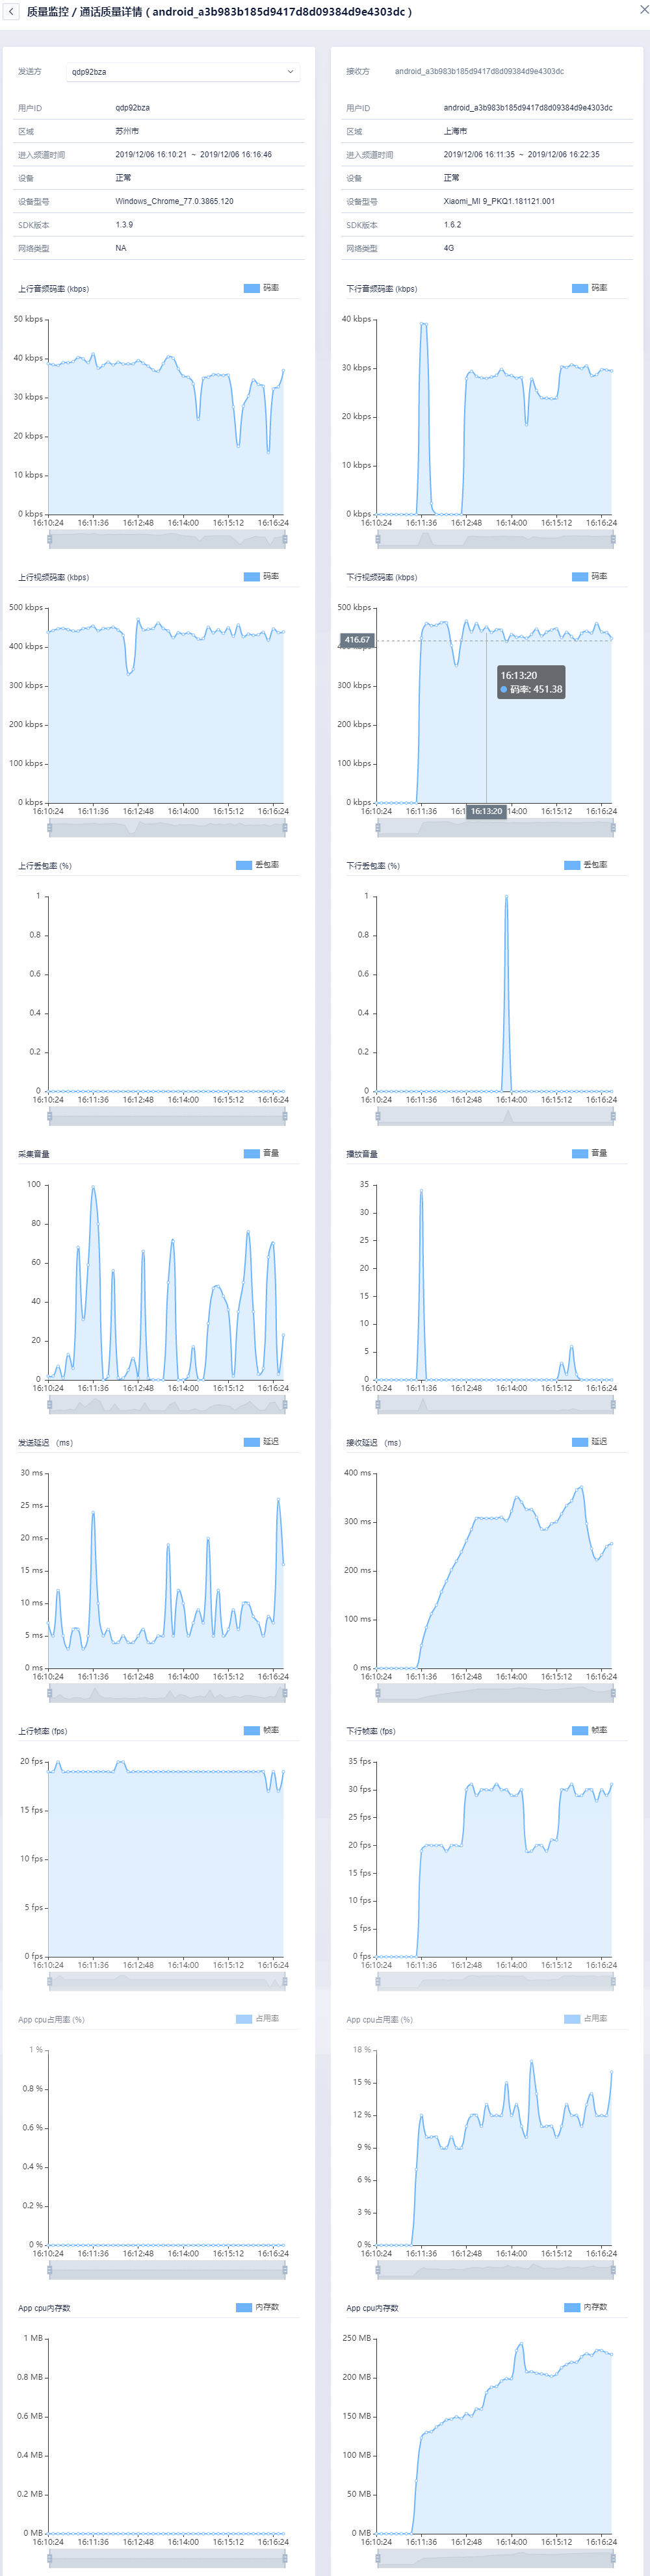 质量监控 / 通话质量详情 ( android_a3b983b185d9417d8d09384d9e4303dc )
发送方 qdp92bza
用户ID qdp92bza
区域 苏州市
进入频道时间 2019/12/06 16:10:21 ~ 2019/12/06 16:16:46
设备 正常
设备型号 Windows_Chrome_77.0.3865.120
SDK版本 1.3.9
网络类型 NA
接收方 android_a3b983b185d9417d8d09384d9e4303dc
用户ID android_a3b983b185d9417d8d09384d9e4303dc
区域 上海市
进入频道时间 2019/12/06 16:11:35 ~ 2019/12/06 16:22:35
设备 正常
设备型号 Xiaomi_MI 9_PKQ1.181121.001
SDK版本 1.6.2
网络类型 4G
上行音频码率 (kbps) 码率
50 kbps
40 kbps
30 kbps
20 kbps
10 kbps
0 kbps
16:10:24 16:11:36 16:12:48 16:14:00 16:15:12 16:16:24
下行音频码率 (kbps) 码率
40 kbps
30 kbps
20 kbps
10 kbps
0 kbps
16:10:24 16:11:36 16:12:48 16:14:00 16:15:12 16:16:24
上行视频码率 (kbps) 码率
500 kbps
400 kbps
300 kbps
200 kbps
100 kbps
0 kbps
16:10:24 16:11:36 16:12:48 16:14:00 16:15:12 16:16:24
下行视频码率 (kbps) 码率
500 kbps
416.67
300 kbps
200 kbps
100 kbps
0 kbps
16:13:20
码率: 451.38
16:10:24 16:11:36 16:13:20 16:15:12 16:16:24
上行丢包率 (%) 丢包率
1
0.8
0.6
0.4
0.2
0
16:10:24 16:11:36 16:12:48 16:14:00 16:15:12 16:16:24
下行丢包率 (%) 丢包率
1
0.8
0.6
0.4
0.2
0
16:10:24 16:11:36 16:12:48 16:14:00 16:15:12 16:16:24
采集音量 音量
100
80
60
40
20
0
16:10:24 16:11:36 16:12:48 16:14:00 16:15:12 16:16:24
播放音量 音量
35
30
25
20
15
10
5
0
16:10:24 16:11:36 16:12:48 16:14:00 16:15:12 16:16:24
发送延迟 （ms） 延迟
30 ms
25 ms
20 ms
15 ms
10 ms
5 ms
0 ms
16:10:24 16:11:36 16:12:48 16:14:00 16:15:12 16:16:24
接收延迟 （ms） 延迟
400 ms
300 ms
200 ms
100 ms
0 ms
16:10:24 16:11:36 16:12:48 16:14:00 16:15:12 16:16:24
上行帧率 (fps) 帧率
20 fps
15 fps
10 fps
5 fps
0 fps
16:10:24 16:11:36 16:12:48 16:14:00 16:15:12 16:16:24
下行帧率 (fps) 帧率
35 fps
30 fps
25 fps
20 fps
15 fps
10 fps
5 fps
0 fps
16:10:24 16:11:36 16:12:48 16:14:00 16:15:12 16:16:24
App cpu占用率 (%) 占用率
1 %
0.8 %
0.6 %
0.4 %
0.2 %
0 %
16:10:24 16:11:36 16:12:48 16:14:00 16:15:12 16:16:24
App cpu占用率 (%) 占用率
18 %
15 %
12 %
9 %
6 %
3 %
0 %
16:10:24 16:11:36 16:12:48 16:14:00 16:15:12 16:16:24
App cpu内存数 内存数
1 MB
0.8 MB
0.6 MB
0.4 MB
0.2 MB
0 MB
16:10:24 16:11:36 16:12:48 16:14:00 16:15:12 16:16:24
App cpu内存数 内存数
250 MB
200 MB
150 MB
100 MB
50 MB
0 MB
16:10:24 16:11:36 16:12:48 16:14:00 16:15:12 16:16:24